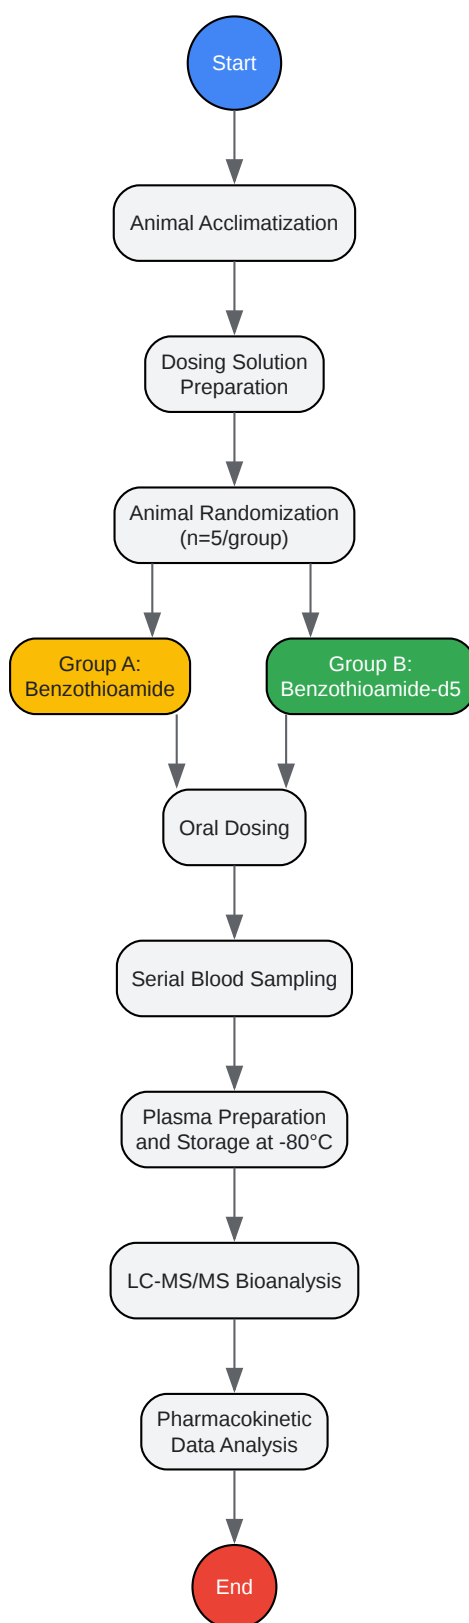 Start
Animal Acclimatization
Dosing Solution
Preparation
Animal Randomization
(n=5/group)
Group A:
Benzothioamide
Group B:
Benzothioamide-d5
Oral Dosing
Serial Blood Sampling
Plasma Preparation
and Storage at -80°C
LC-MS/MS Bioanalysis
Pharmacokinetic
Data Analysis
End